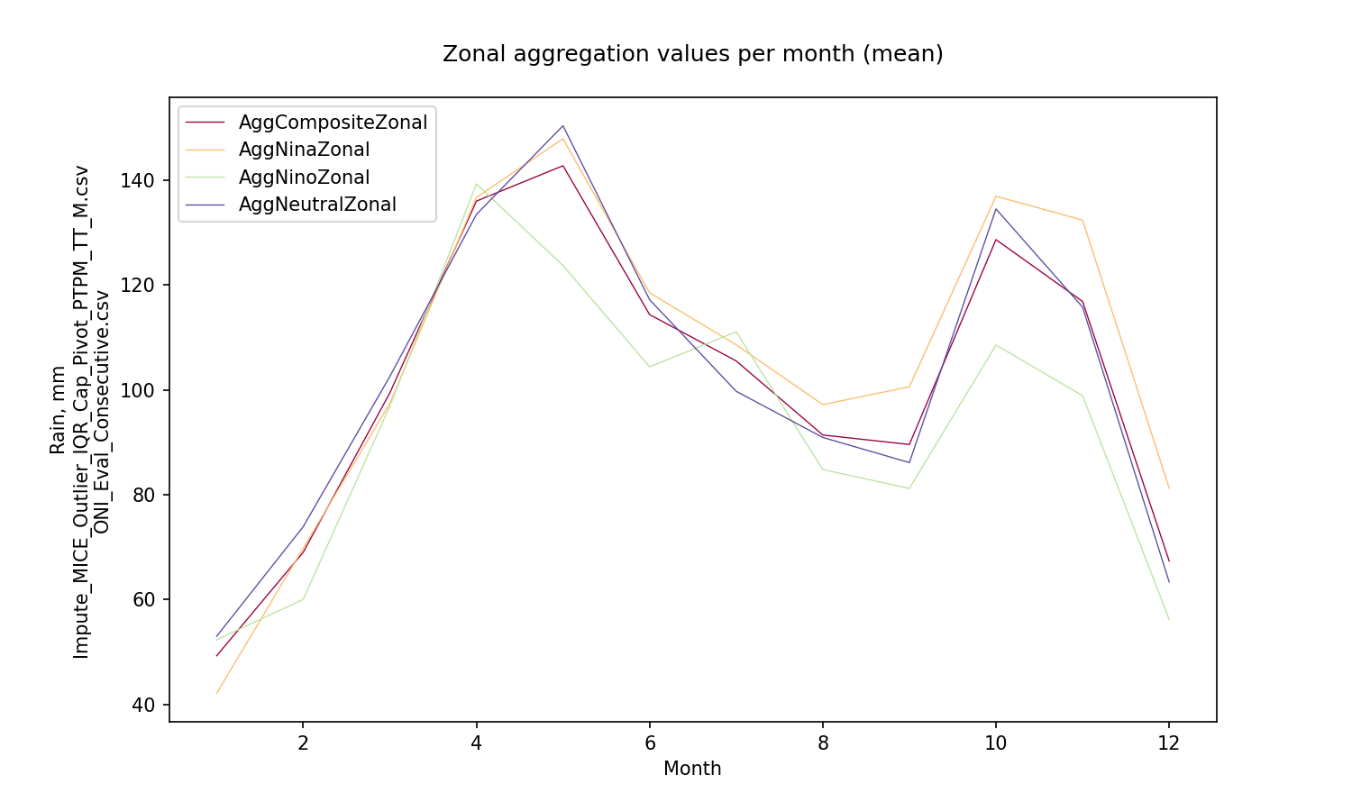 Zonal aggregation values per month (mean)
AggCompositeZonal
AggNinaZonal
AggNinoZonal
AggNeutralZonal
Rain, mm
Impute_MICE_Outlier_IQR_Cap_Pivot_PTPM_TT_M.csv
ONI_Eval_Consecutive.csv
140
120
100
80
60
40
2 4 6 8 10 12
Month